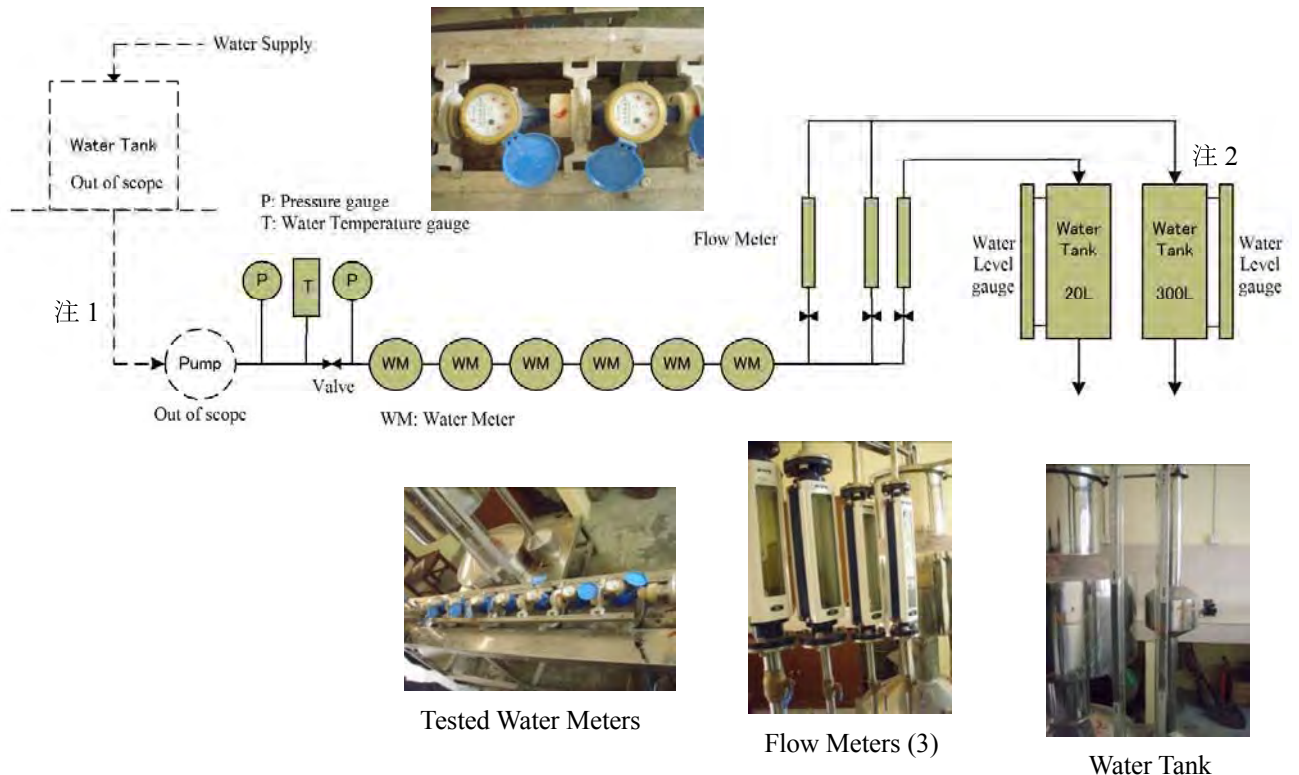 Water Supply
Water Tank
Out of scope
注 1
Pump
Out of scope
P: Pressure gauge
T: Water Temperature gauge
P
T
P
Valve
WM
WM
WM
WM
WM
WM
WM: Water Meter
Flow Meter
注 2
Water
Level
gauge
Water
Tank
20L
Water
Tank
300L
Water
Level
gauge
Tested Water Meters
Flow Meters (3)
Water Tank